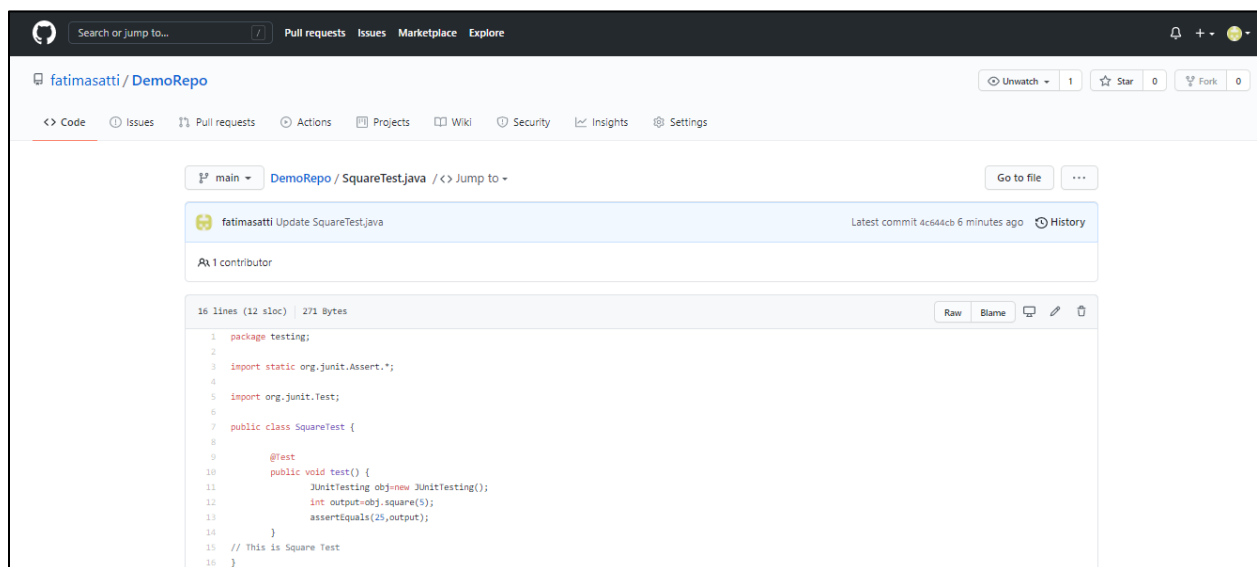 Search or jump to... / Pull requests Issues Marketplace Explore
fatimasatti / DemoRepo Unwatch 1 Star 0 Fork 0
<> Code Issues Pull requests Actions Projects Wiki Security Insights Settings
main DemoRepo / SquareTest.java / <> Jump to Go to file ...
fatimasatti Update SquareTest.java Latest commit 4c644cb 6 minutes ago History
1 contributor
16 lines (12 sloc) | 271 Bytes Raw Blame
1 package testing;
2
3 import static org.junit.Assert.*;
4
5 import org.junit.Test;
6
7 public class SquareTest {
8
9 @Test
10 public void test() {
11 JUnitTesting obj=new JUnitTesting();
12 int output=obj.square(5);
13 assertEquals(25,output);
14 }
15 // This is Square Test
16 }